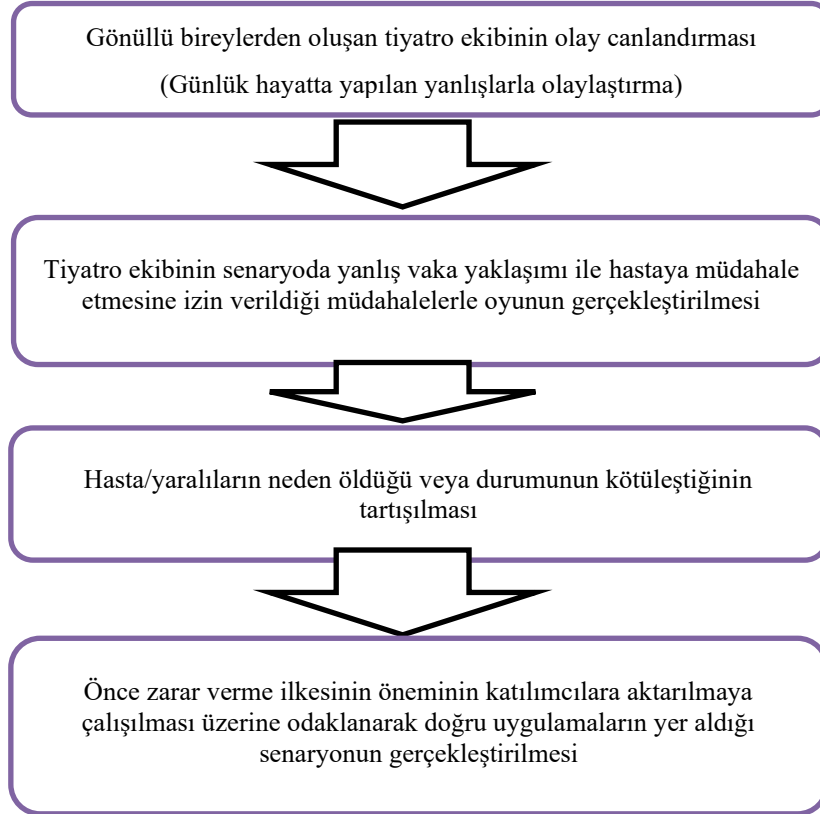 Gönüllü bireylerden oluşan tiyatro ekibinin olay canlandırması
(Günlük hayatta yapılan yanlışlarla olaylaştırma)
Tiyatro ekibinin senaryoda yanlış vaka yaklaşımı ile hastaya müdahale
etmesine izin verildiği müdahalelerle oyunun gerçekleştirilmesi
Hasta/yaralıların neden öldüğü veya durumunun kötüleştiğinin
tartışılması
Önce zarar verme ilkesinin öneminin katılımcılara aktarılmaya
çalışılması üzerine odaklanarak doğru uygulamaların yer aldığı
senaryonun gerçekleştirilmesi